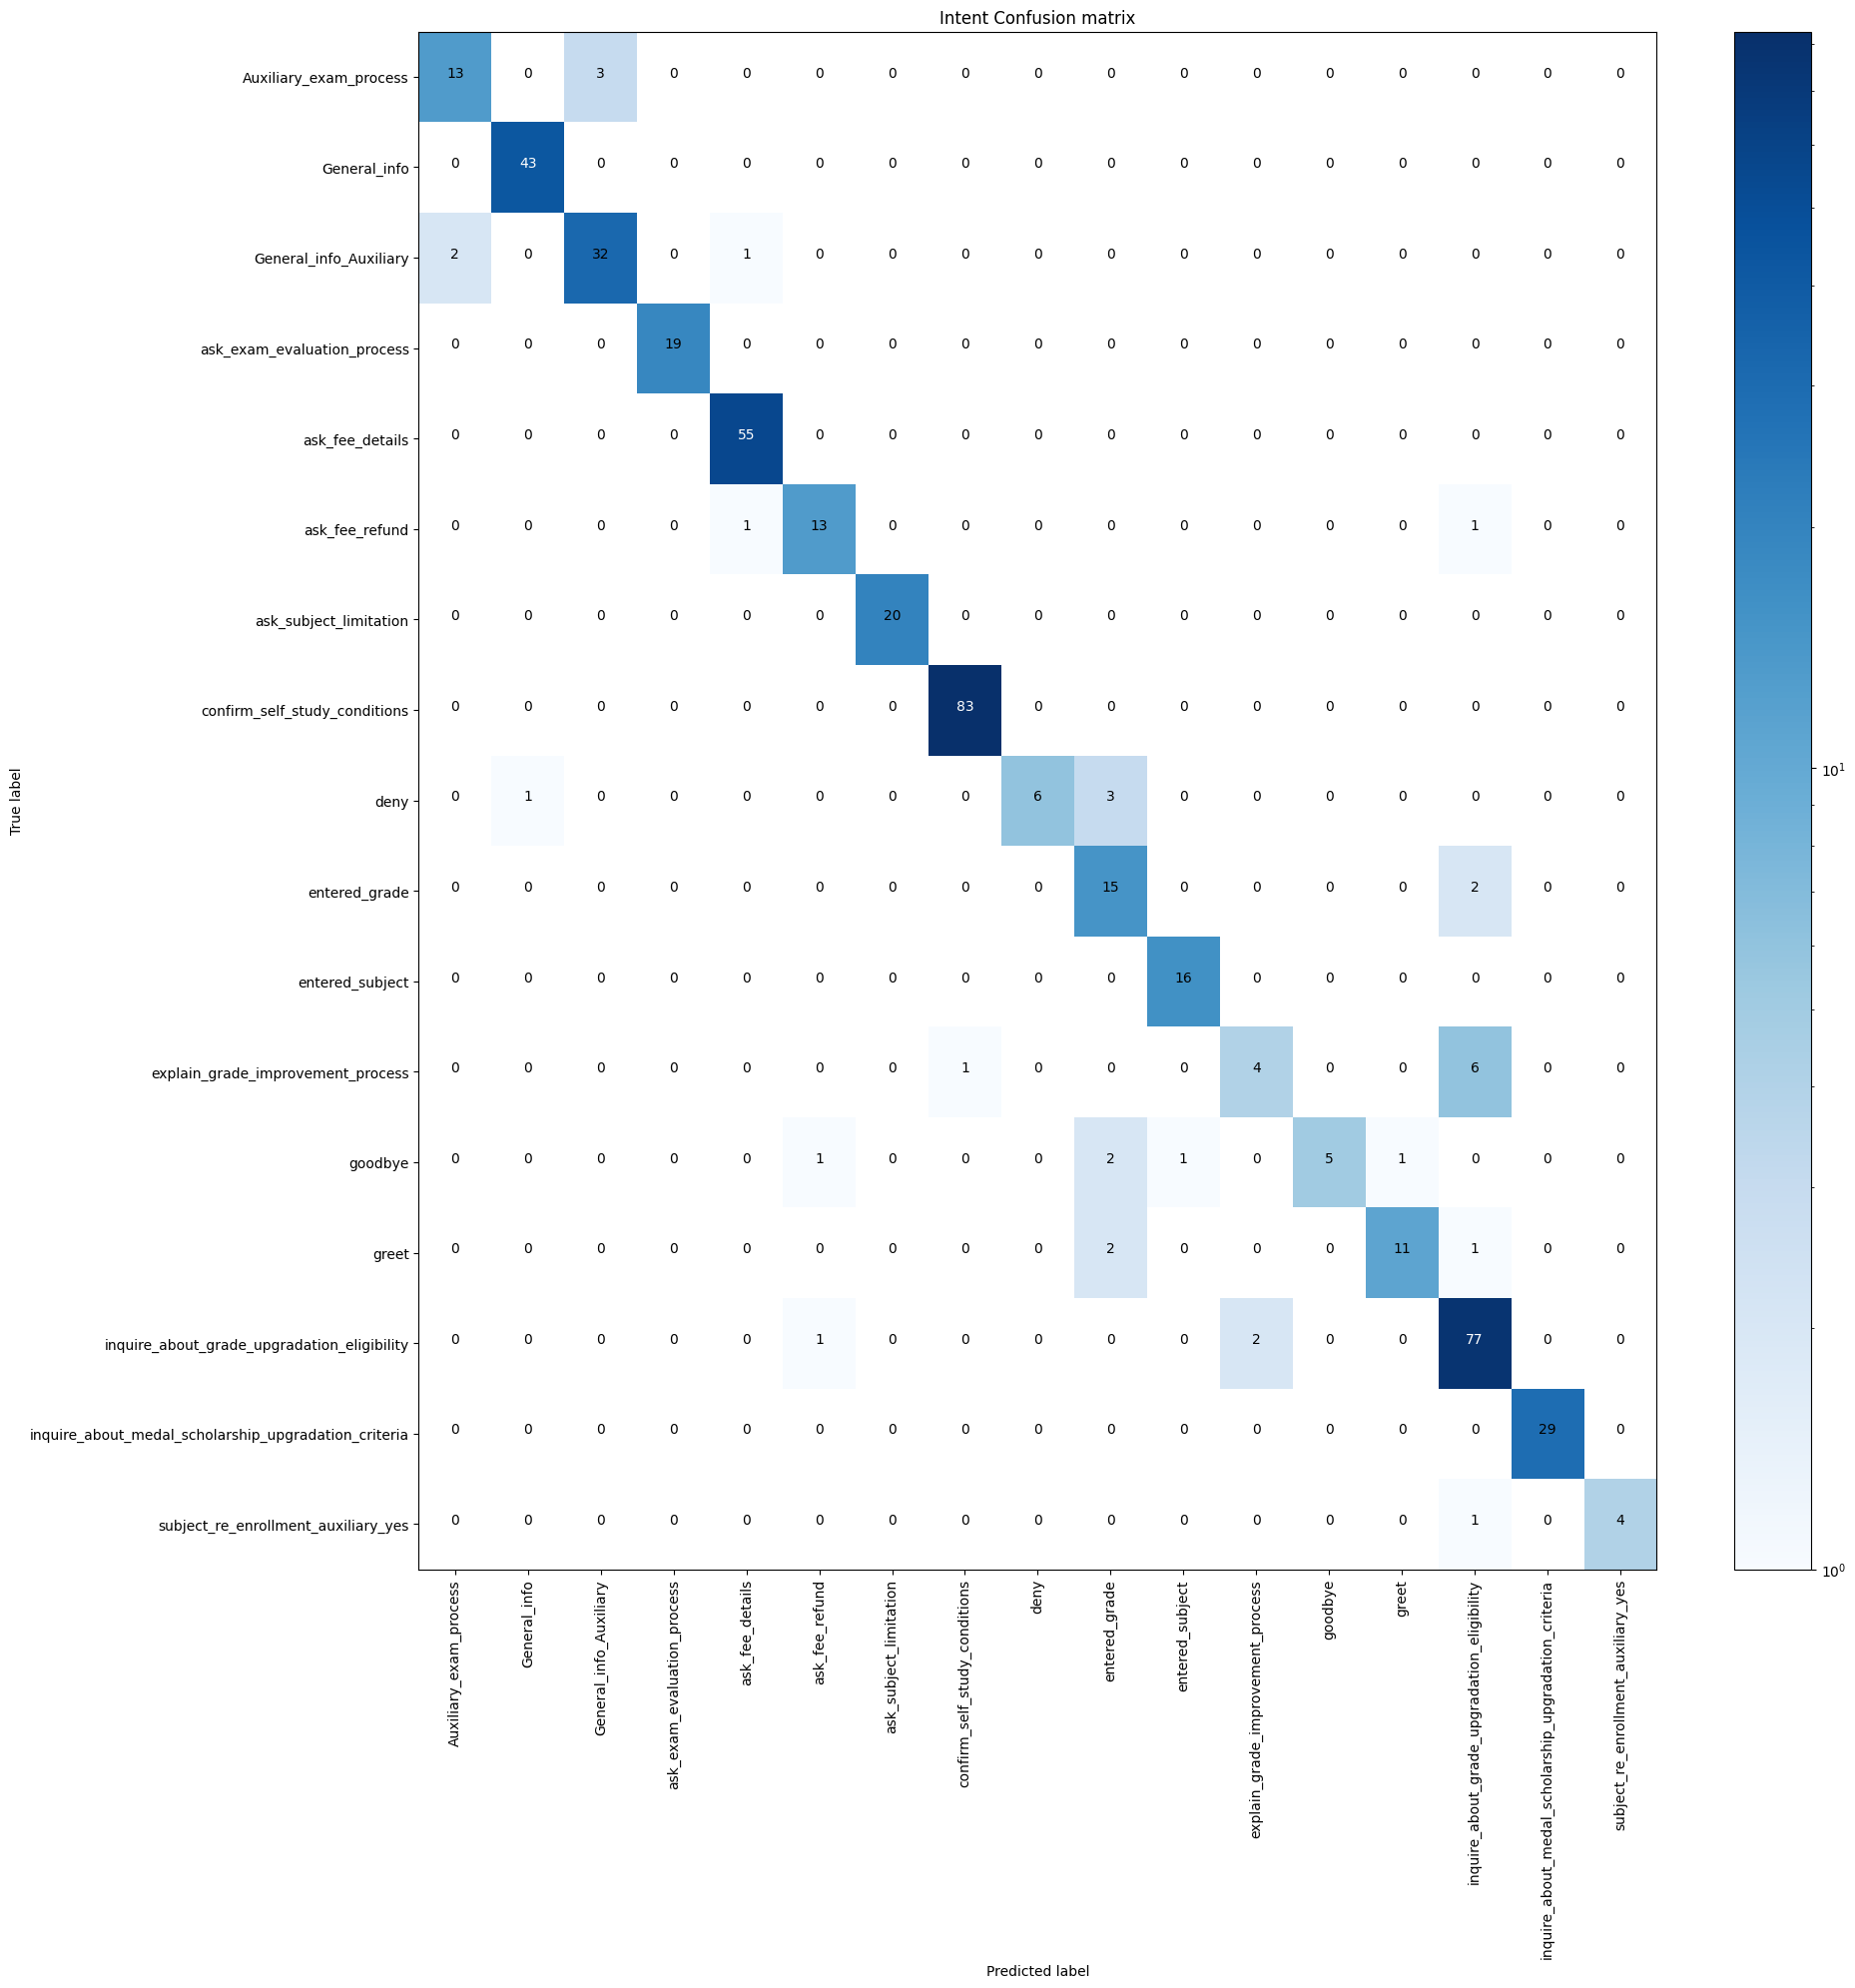 Intent Confusion matrix
Auxiliary_exam_process 13 0 3 0 0 0 0 0 0 0 0 0 0 0 0 0 0
General_info 0 43 0 0 0 0 0 0 0 0 0 0 0 0 0 0 0
General_info_Auxiliary 2 0 32 0 1 0 0 0 0 0 0 0 0 0 0 0 0
ask_exam_evaluation_process 0 0 0 19 0 0 0 0 0 0 0 0 0 0 0 0 0
ask_fee_details 0 0 0 0 55 0 0 0 0 0 0 0 0 0 0 0 0
ask_fee_refund 0 0 0 0 1 13 0 0 0 0 0 0 0 0 1 0 0
ask_subject_limitation 0 0 0 0 0 0 20 0 0 0 0 0 0 0 0 0 0
confirm_self_study_conditions 0 0 0 0 0 0 0 83 0 0 0 0 0 0 0 0 0
deny 0 1 0 0 0 0 0 0 6 3 0 0 0 0 0 0 0
entered_grade 0 0 0 0 0 0 0 0 0 15 0 0 0 0 2 0 0
entered_subject 0 0 0 0 0 0 0 0 0 0 16 0 0 0 0 0 0
explain_grade_improvement_process 0 0 0 0 0 0 0 1 0 0 0 4 0 0 6 0 0
goodbye 0 0 0 0 0 1 0 0 0 2 1 0 5 1 0 0 0
greet 0 0 0 0 0 0 0 0 0 2 0 0 0 11 1 0 0
inquire_about_grade_upgradation_eligibility 0 0 0 0 0 1 0 0 0 0 0 2 0 0 77 0 0
inquire_about_medal_scholarship_upgradation_criteria 0 0 0 0 0 0 0 0 0 0 0 0 0 0 0 29 0
subject_re_enrollment_auxiliary_yes 0 0 0 0 0 0 0 0 0 0 0 0 0 0 1 0 4
True label
Auxiliary_exam_process
General_info
General_info_Auxiliary
ask_exam_evaluation_process
ask_fee_details
ask_fee_refund
ask_subject_limitation
confirm_self_study_conditions
deny
entered_grade
entered_subject
explain_grade_improvement_process
goodbye
greet
inquire_about_grade_upgradation_eligibility
inquire_about_medal_scholarship_upgradation_criteria
subject_re_enrollment_auxiliary_yes
Predicted label
10¹
10⁰